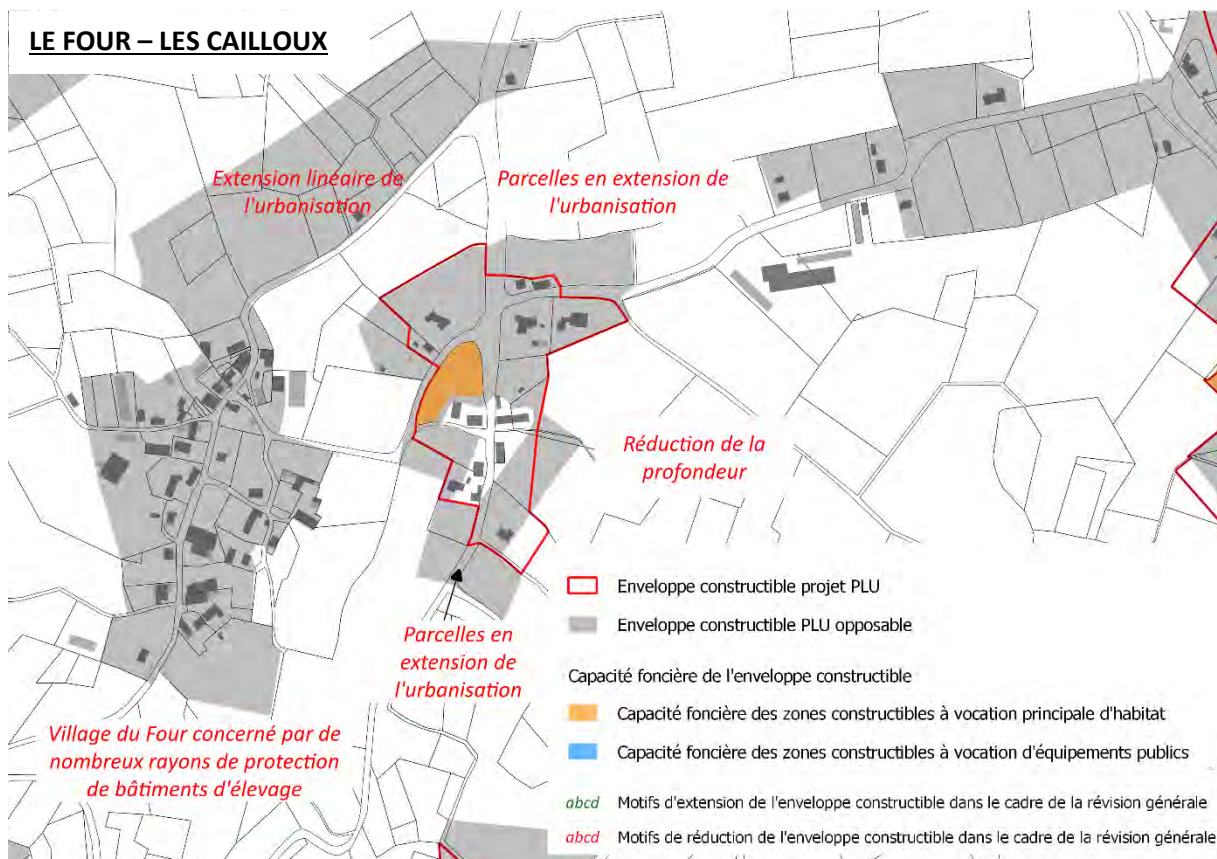 LE FOUR – LES CAILLOUX
Extension linéaire de
l'urbanisation
Parcelles en extension de
l'urbanisation
Réduction de la
profondeur
Parcelles en
extension de
l'urbanisation
Village du Four concerné par de
nombreux rayons de protection
de bâtiments d'élevage
Enveloppe constructible projet PLU
Enveloppe constructible PLU opposable
Capacité foncière de l'enveloppe constructible
Capacité foncière des zones constructibles à vocation principale d'habitat
Capacité foncière des zones constructibles à vocation d'équipements publics
abcd Motifs d'extension de l'enveloppe constructible dans le cadre de la révision générale
abcd Motifs de réduction de l'enveloppe constructible dans le cadre de la révision générale